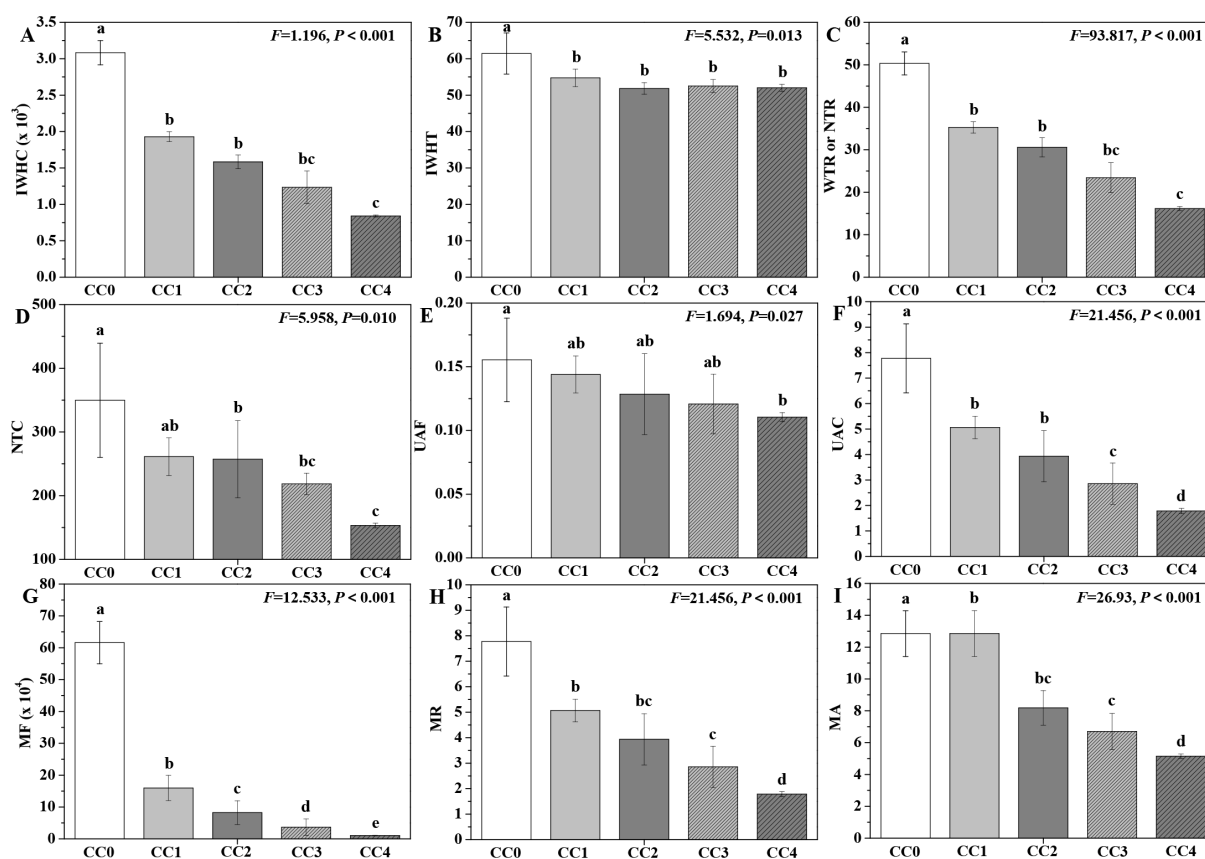 A
F=1.196, P < 0.001
a
b
b
bc
c
IWHC (x 10³)
3.5
3.0
2.5
2.0
1.5
1.0
0.5
0.0
CC0 CC1 CC2 CC3 CC4
B
F=5.532, P=0.013
a
b
b
b
b
IWHT
70
60
50
40
30
20
10
0
CC0 CC1 CC2 CC3 CC4
C
F=93.817, P < 0.001
a
b
b
bc
c
WTR or NTR
60
50
40
30
20
10
0
CC0 CC1 CC2 CC3 CC4
D
F=5.958, P=0.010
a
ab
b
bc
c
NTC
500
400
300
200
100
CC0 CC1 CC2 CC3 CC4
E
F=1.694, P=0.027
a
ab
ab
ab
b
UAF
0.20
0.15
0.10
0.05
0.00
CC0 CC1 CC2 CC3 CC4
F
F=21.456, P < 0.001
a
b
b
c
d
UAC
8
7
6
5
4
3
2
1
0
CC0 CC1 CC2 CC3 CC4
G
F=12.533, P < 0.001
a
b
c
d
e
MF (x 10⁴)
80
70
60
50
40
30
20
10
0
CC0 CC1 CC2 CC3 CC4
H
F=21.456, P < 0.001
a
b
bc
c
d
MR
10
9
8
7
6
5
4
3
2
1
0
CC0 CC1 CC2 CC3 CC4
I
F=26.93, P < 0.001
a
b
bc
c
d
MA
16
14
12
10
8
6
4
2
0
CC0 CC1 CC2 CC3 CC4